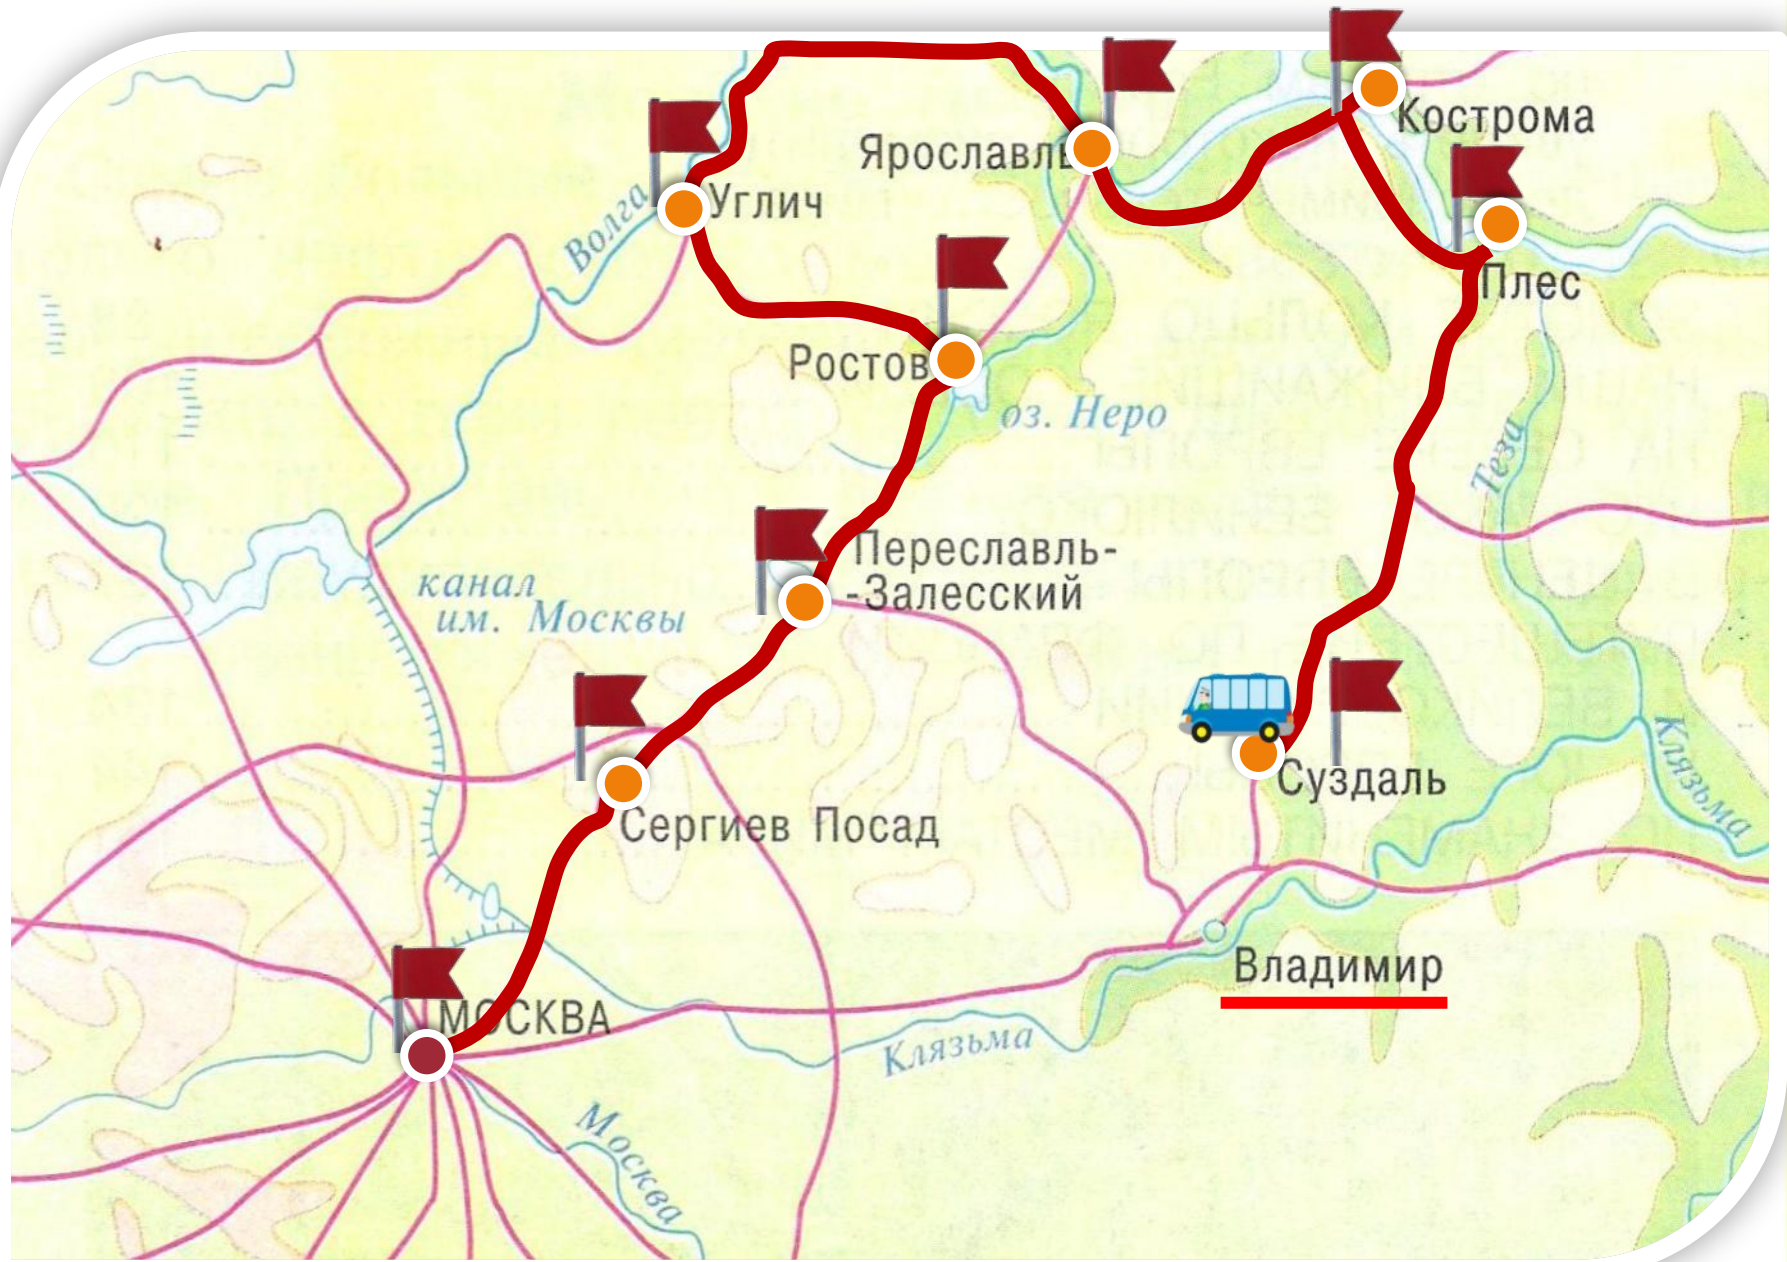 Кострома
Ярославль
Углич
Волга
Плес
Ростов
оз. Неро
Теза
Переславль-
-Залесский
канал
им. Москвы
Клязьма
Суздаль
Сергиев Посад
Владимир
МОСКВА
Клязьма
Москва